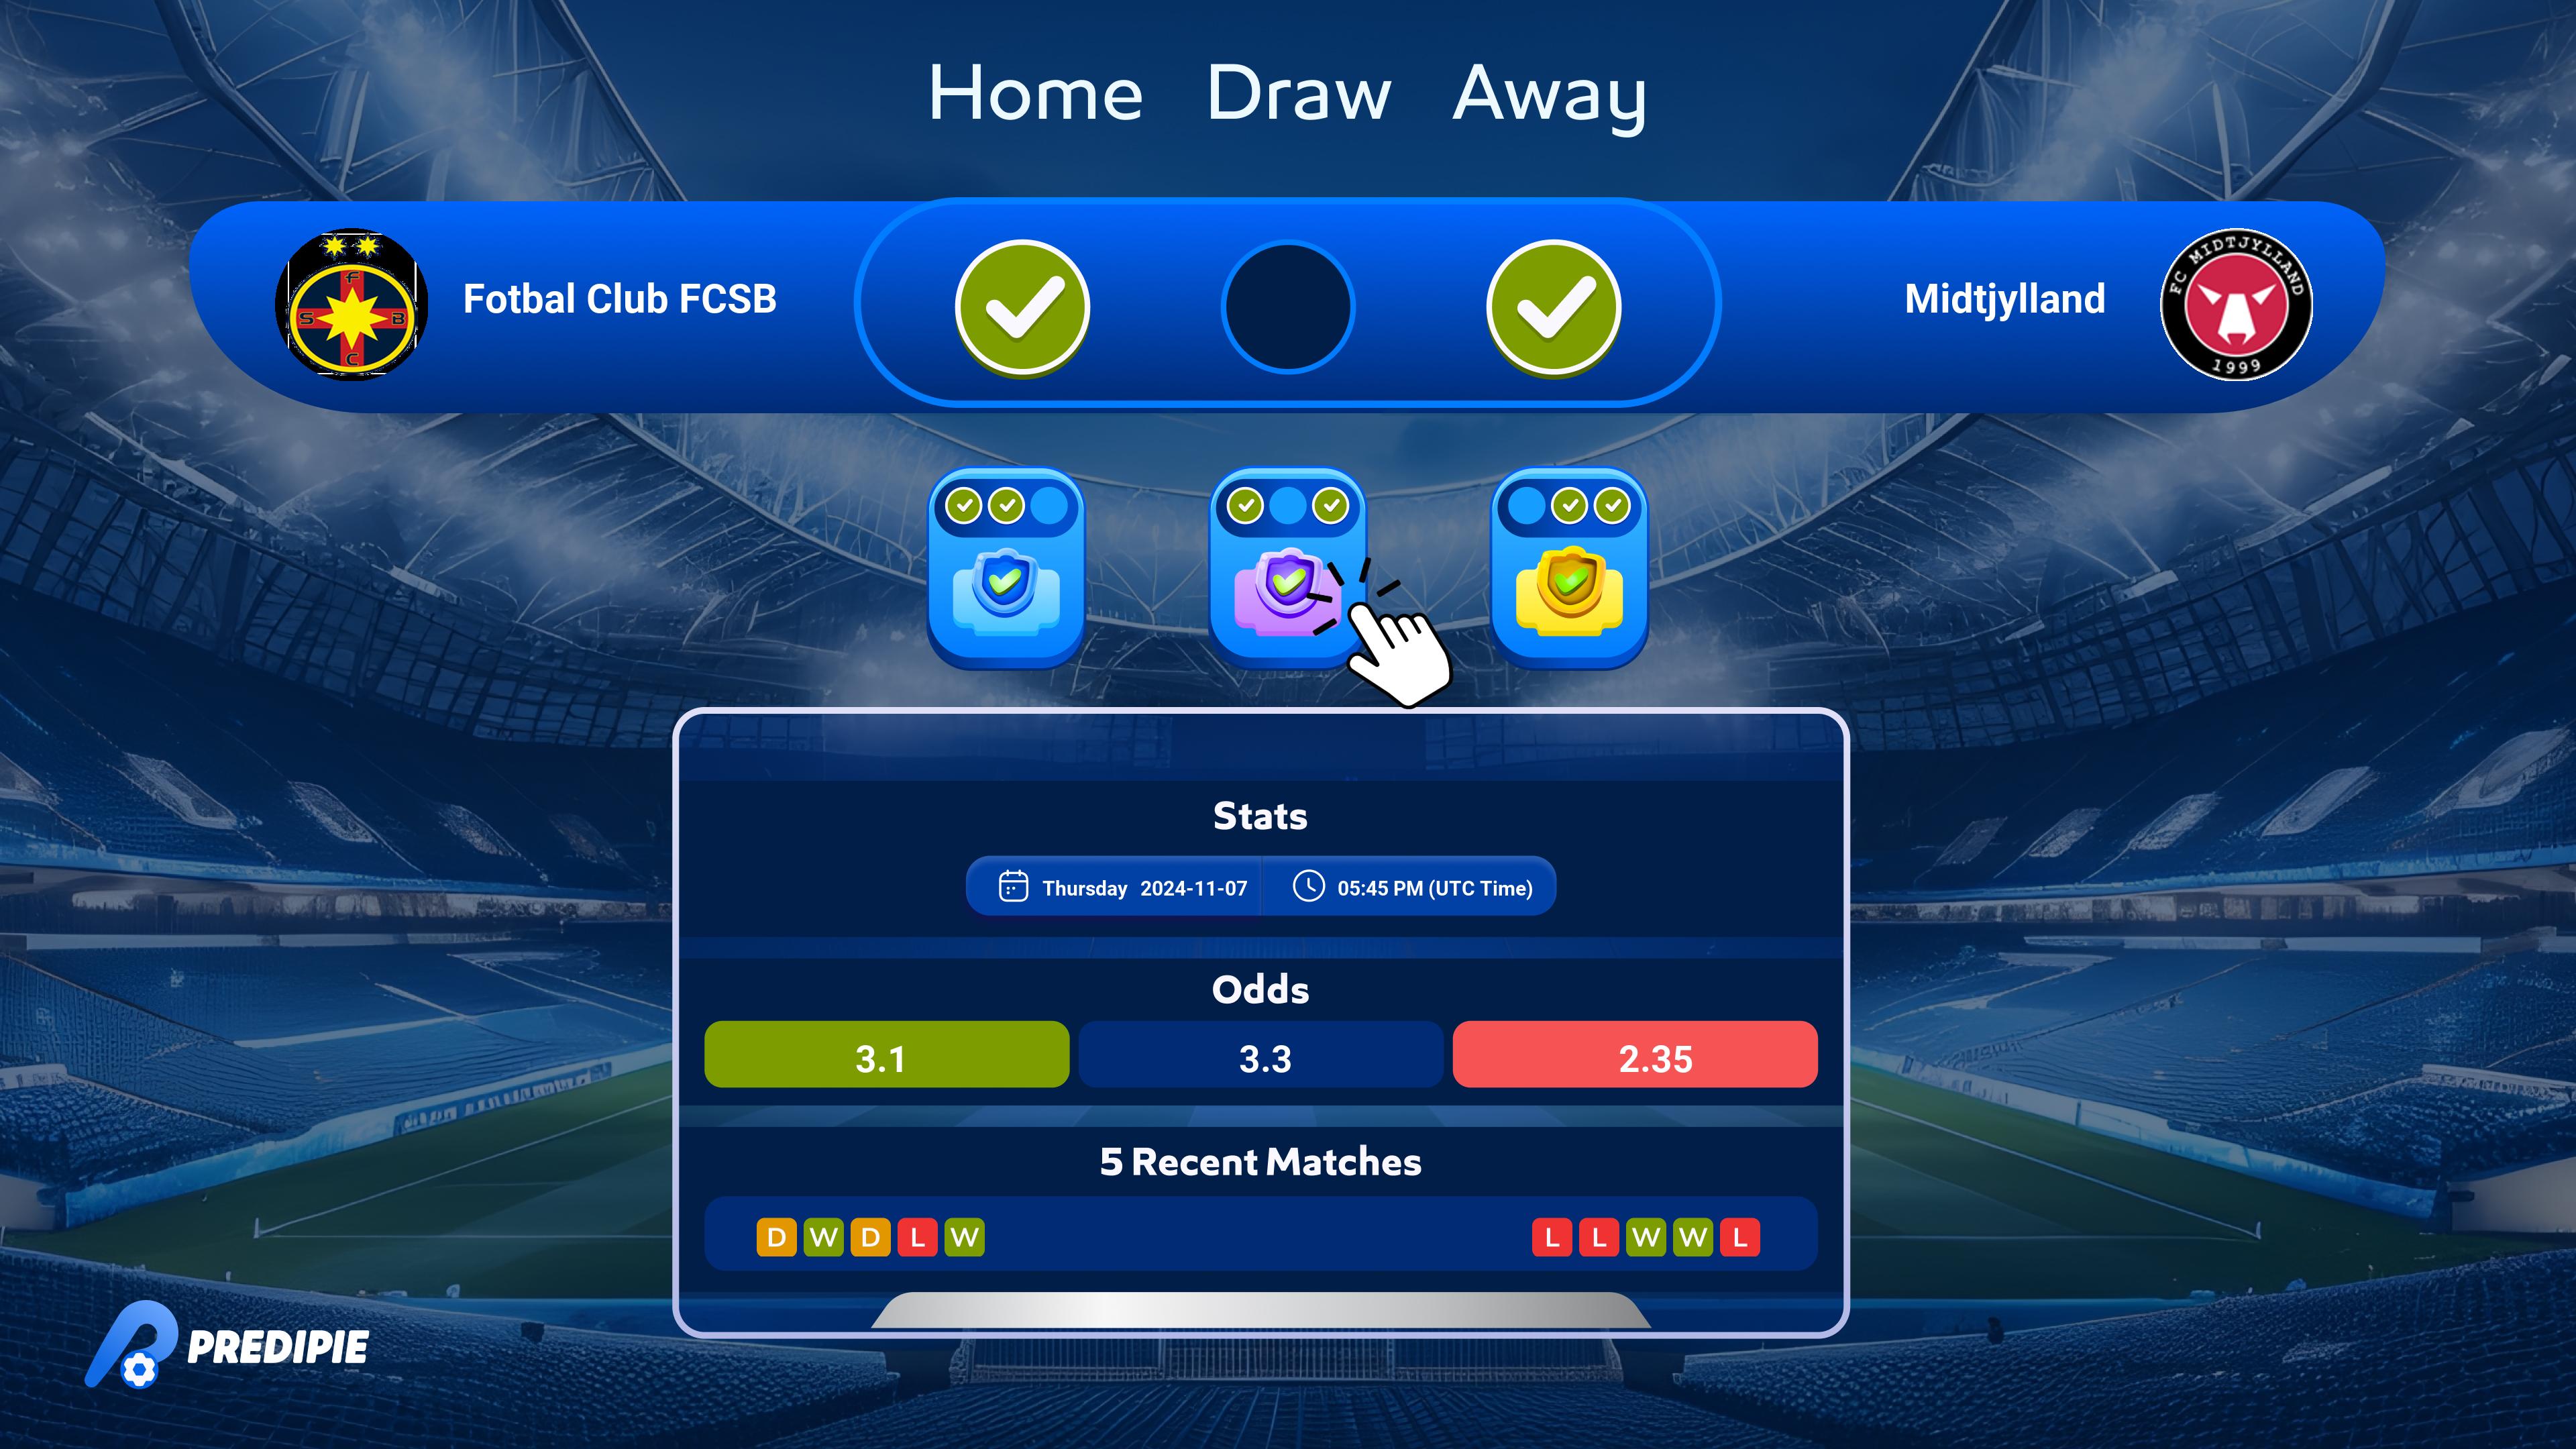 Home Draw Away
Fotbal Club FCSB
F
S B
C
Midtjylland
FC MIDTJYLLAND
1999
Stats
Thursday 2024-11-07
05:45 PM (UTC Time)
Odds
3.1 3.3 2.35
5 Recent Matches
D W D L W
L L W W L
PREDIPIE